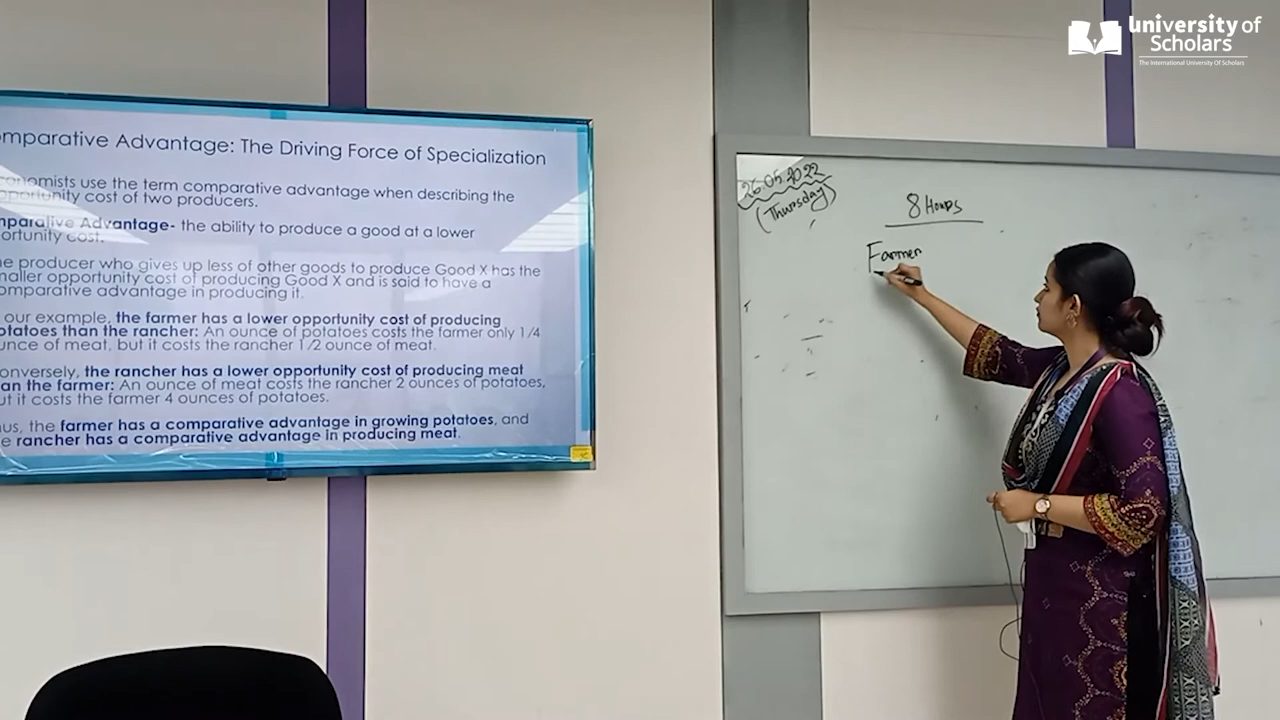 omparative Advantage: The Driving Force of Specialization
conomists use the term comparative advantage when describing the
pportunity cost of two producers.
mparative Advantage- the ability to produce a good at a lower
ortunity cost.
he producer who gives up less of other goods to produce Good X has the
maller opportunity cost of producing Good X and is said to have a
omparative advantage in producing it.
our example, the farmer has a lower opportunity cost of producing
otatoes than the rancher: An ounce of potatoes costs the farmer only 1/4
unce of meat, but it costs the rancher 1/2 ounce of meat.
onversely, the rancher has a lower opportunity cost of producing meat
an the farmer: An ounce of meat costs the rancher 2 ounces of potatoes,
ut it costs the farmer 4 ounces of potatoes.
us, the farmer has a comparative advantage in growing potatoes, and
e rancher has a comparative advantage in producing meat.
26.05.2022
(Thursday)
8 Hours
Farmer
University of
Scholars
The International University Of Scholars